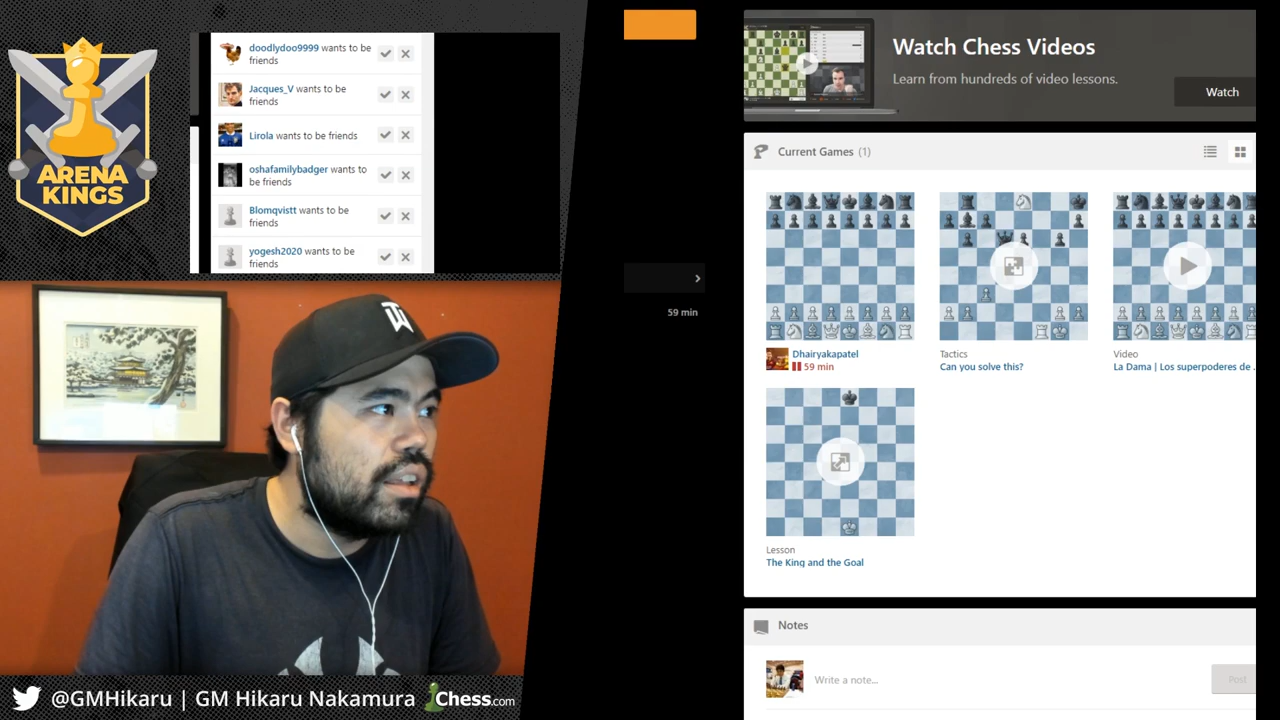 ARENA
KINGS
doodlydoo9999 wants to be
friends
Jacques_V wants to be
friends
Lirola wants to be friends
oshafamilybadger wants to
be friends
Blomqvistt wants to be
friends
yogesh2020 wants to be
friends
@GMHikaru | GM Hikaru Nakamura Chess.com
59 min
Watch Chess Videos
Learn from hundreds of video lessons.
Watch
Current Games (1)
Dhairyakapatel
59 min
Tactics
Can you solve this?
Video
La Dama | Los superpoderes de ..
Lesson
The King and the Goal
Notes
Write a note...
Post